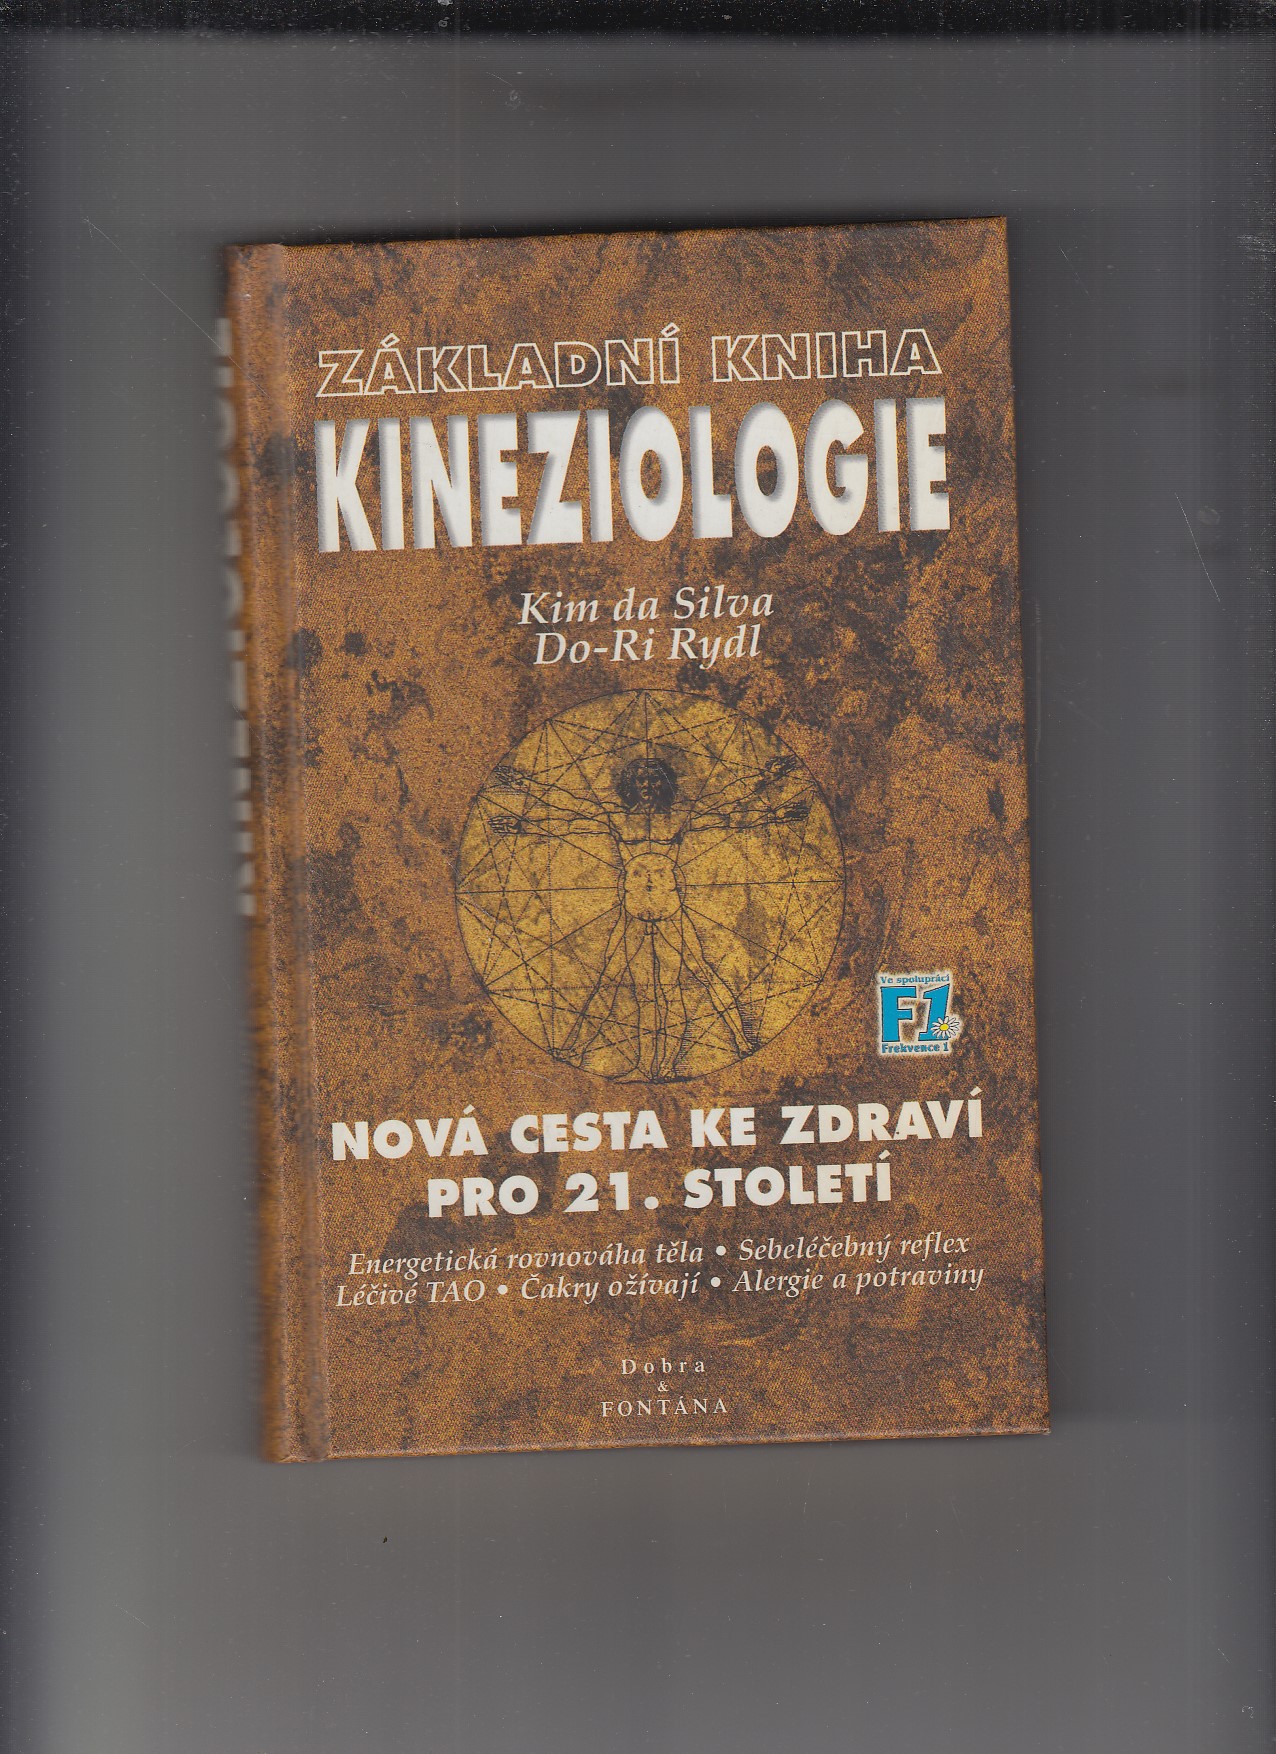 ZÁKLADNÍ KNIHA
KINEZIOLOGIE
Kim da Silva
Do-Ri Rydl
Ve spolupráci
F1
Frekvence 1
NOVÁ CESTA KE ZDRAVÍ
PRO 21. STOLETÍ
Energetická rovnováha těla • Sebeléčebný reflex
Léčivé TAO • Čakry ožívají • Alergie a potraviny
Dobra
&
FONTÁNA